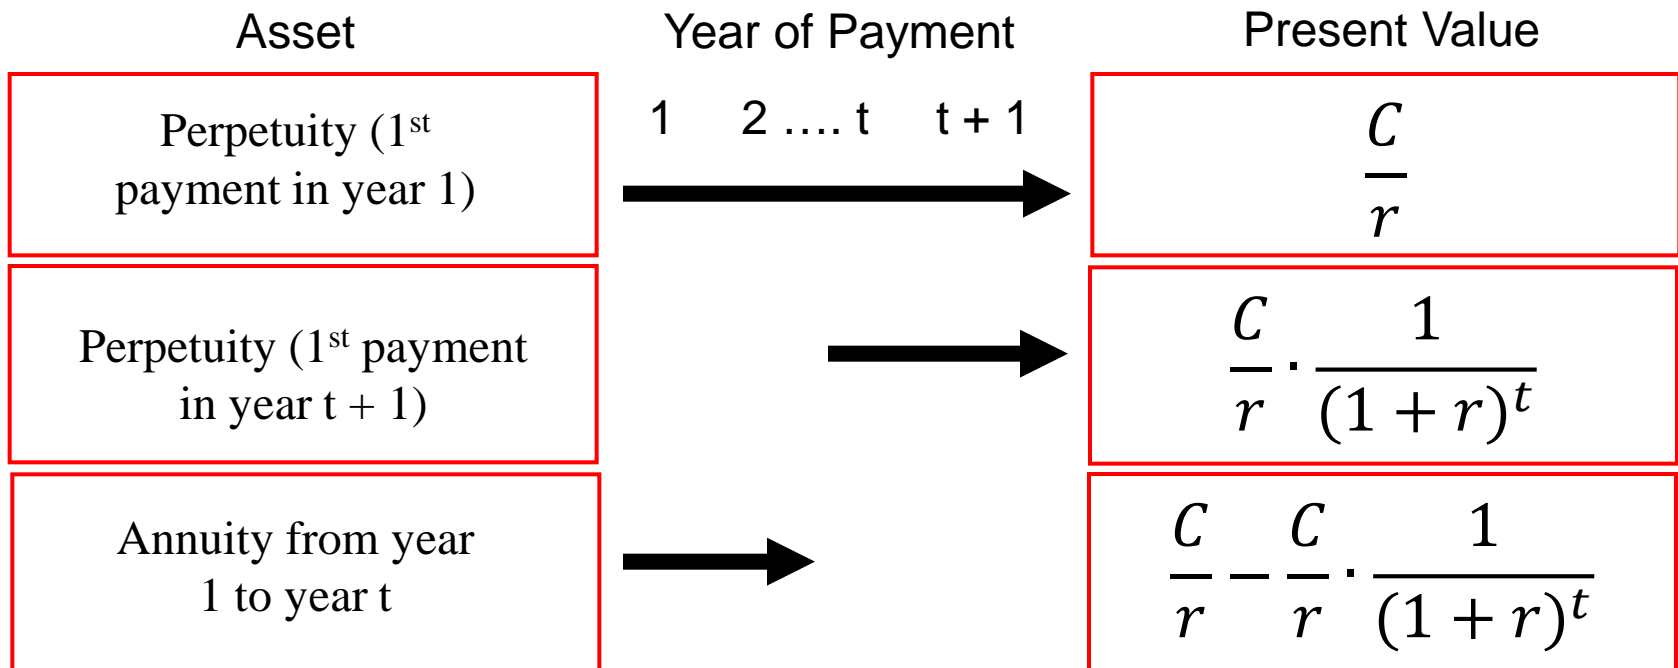 Asset Year of Payment Present Value
Perpetuity (1st
payment in year 1)
1 2 .... t t + 1
C
r
Perpetuity (1st payment
in year t + 1)
C/r · 1/(1 + r)^t
Annuity from year
1 to year t
C/r − C/r · 1/(1 + r)^t